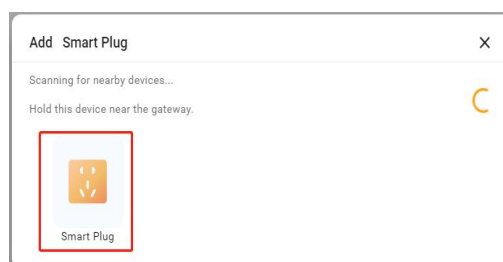 Add Smart Plug
Scanning for nearby devices...
Hold this device near the gateway.
Smart Plug